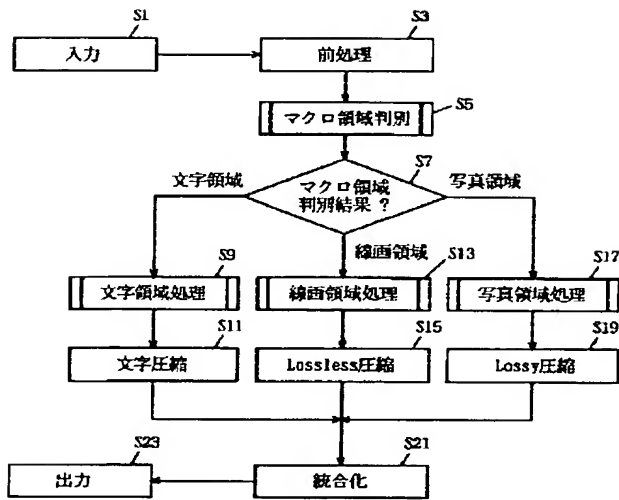 S1
入力
S3
前処理
S5
マクロ領域判別
S7
マクロ領域
判別結果 ?
文字領域
線画領域
写真領域
S9
文字領域処理
S13
線画領域処理
S17
写真領域処理
S11
文字圧縮
S15
Lossless圧縮
S19
Lossy圧縮
S21
統合化
S23
出力